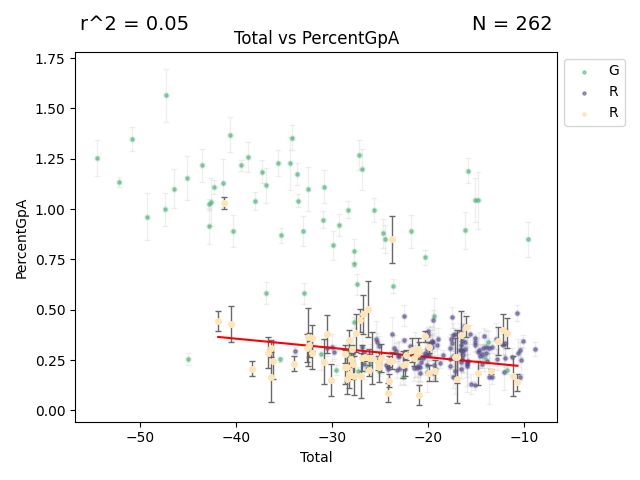 r^2 = 0.05
N = 262
Total vs PercentGpA
G
R
R
PercentGpA
1.75
1.50
1.25
1.00
0.75
0.50
0.25
0.00
−50
−40
−30
−20
−10
Total